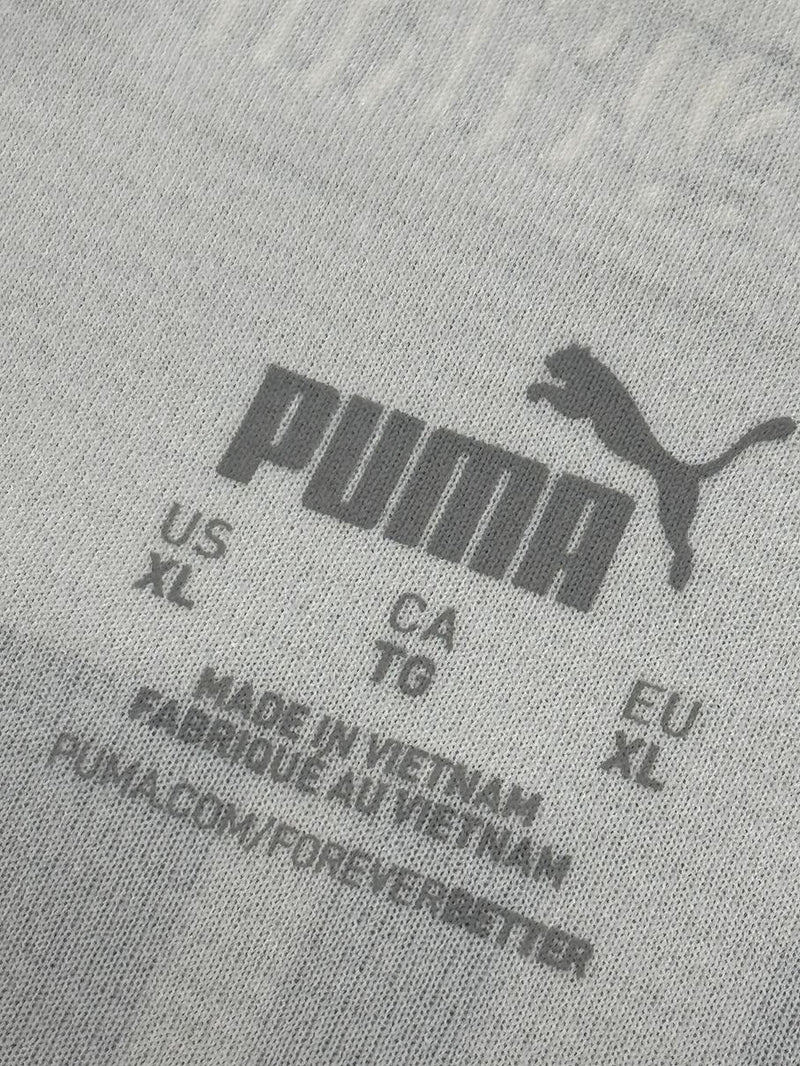 PUMA
US
XL
CA
TG
EU
XL
MADE IN VIETNAM
FABRIQUÉ AU VIETNAM
PUMA.COM/FOREVERBETTER